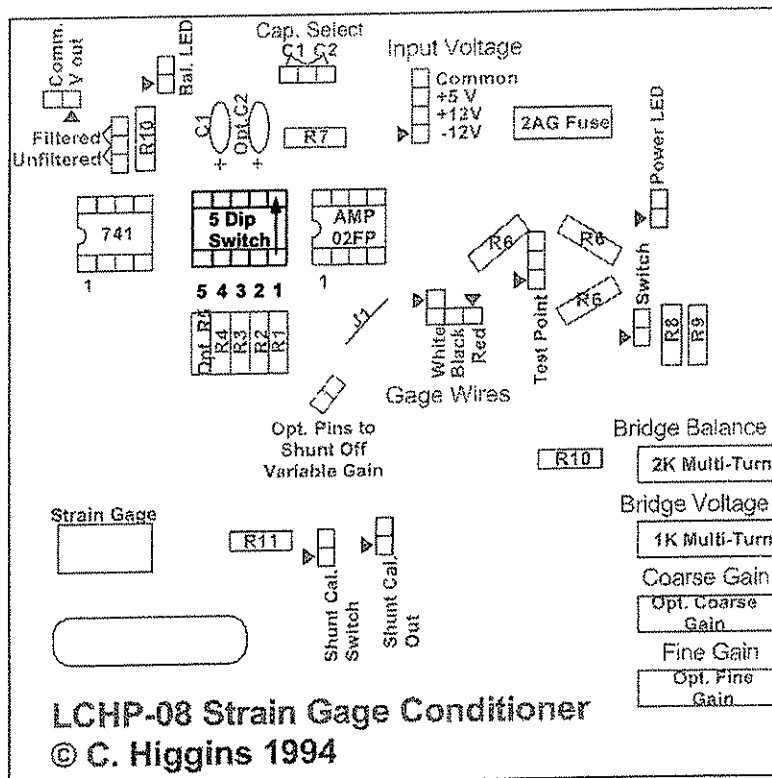 Comm.
V out
Bal. LED
Cap. Select
C1 C2
Input Voltage
Common
+5 V
+12V
-12V
2AG Fuse
Power LED
Filtered
Unfiltered
R10
C1
Opt. C2
+ +
R7
741
1
5 Dip
Switch
AMP
02FP
1
R6
R6
R6
Test Point
Switch
R8
R9
5 4 3 2 1
Opt. R5
R4
R3
R2
R1
J1
White
Black
Red
Gage Wires
Opt. Pins to
Shunt Off
Variable Gain
R10
Bridge Balance
2K Multi-Turn
Bridge Voltage
1K Multi-Turn
Coarse Gain
Opt. Coarse
Gain
Fine Gain
Opt. Fine
Gain
Strain Gage
R11
Shunt Cal.
Switch
Shunt Cal.
Out
LCHP-08 Strain Gage Conditioner
© C. Higgins 1994